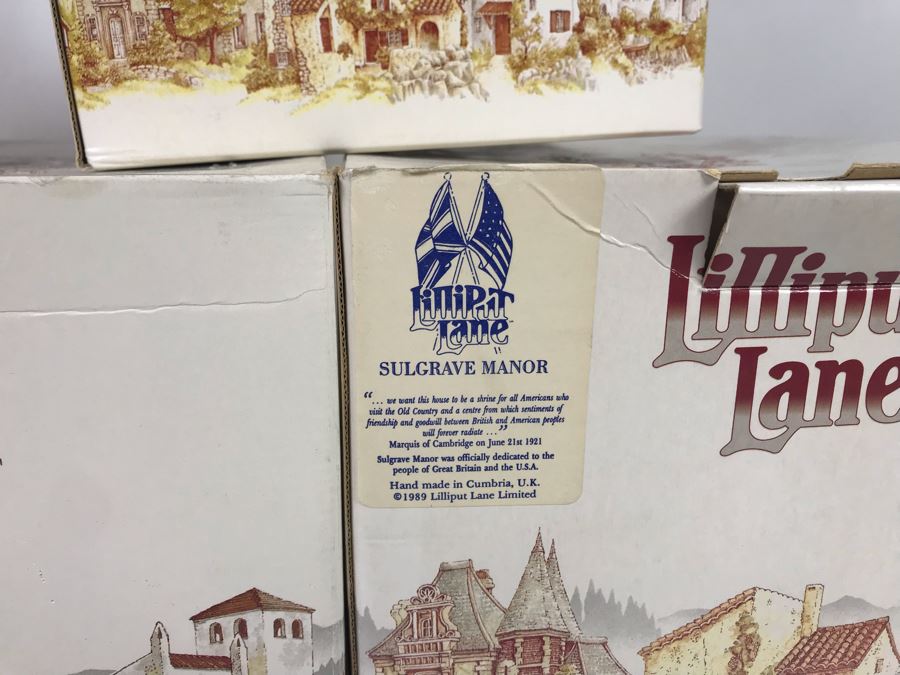 Lilliput
Lane™
SULGRAVE MANOR
“... we want this house to be a shrine for all Americans who
visit the Old Country and a centre from which sentiments of
friendship and goodwill between British and American peoples
will forever radiate ...”
Marquis of Cambridge on June 21st 1921
Sulgrave Manor was officially dedicated to the
people of Great Britain and the U.S.A.
Hand made in Cumbria, U.K.
©1989 Lilliput Lane Limited
Lillipu
Lane